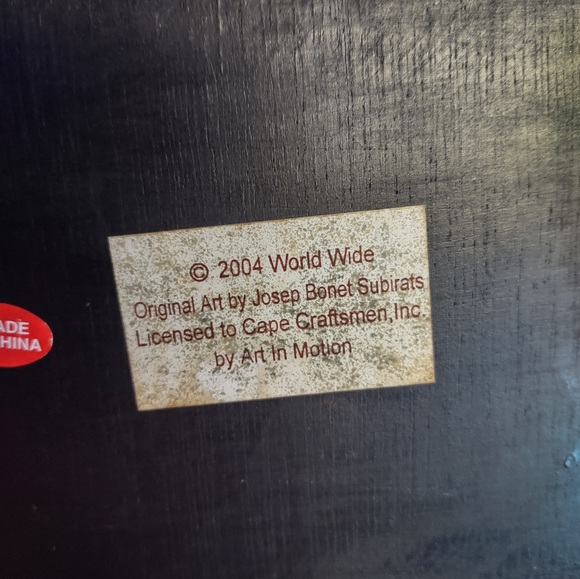 © 2004 World Wide
Original Art by Josep Bonet Subirats
Licensed to Cape Craftsmen, Inc.
by Art In Motion
ADE
HINA